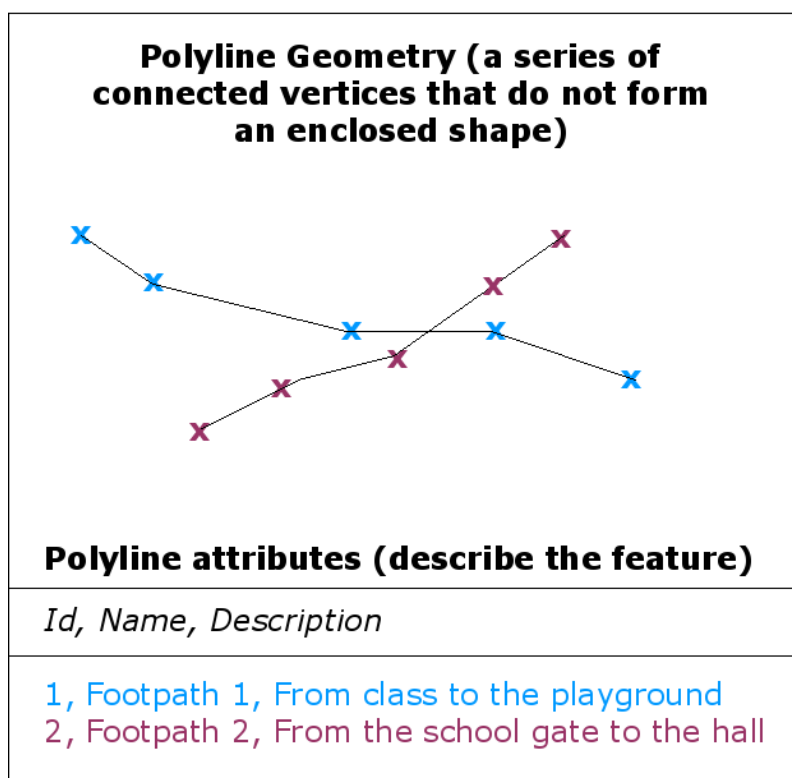 Polyline Geometry (a series of
connected vertices that do not form
an enclosed shape)
Polyline attributes (describe the feature)
Id, Name, Description
1, Footpath 1, From class to the playground
2, Footpath 2, From the school gate to the hall